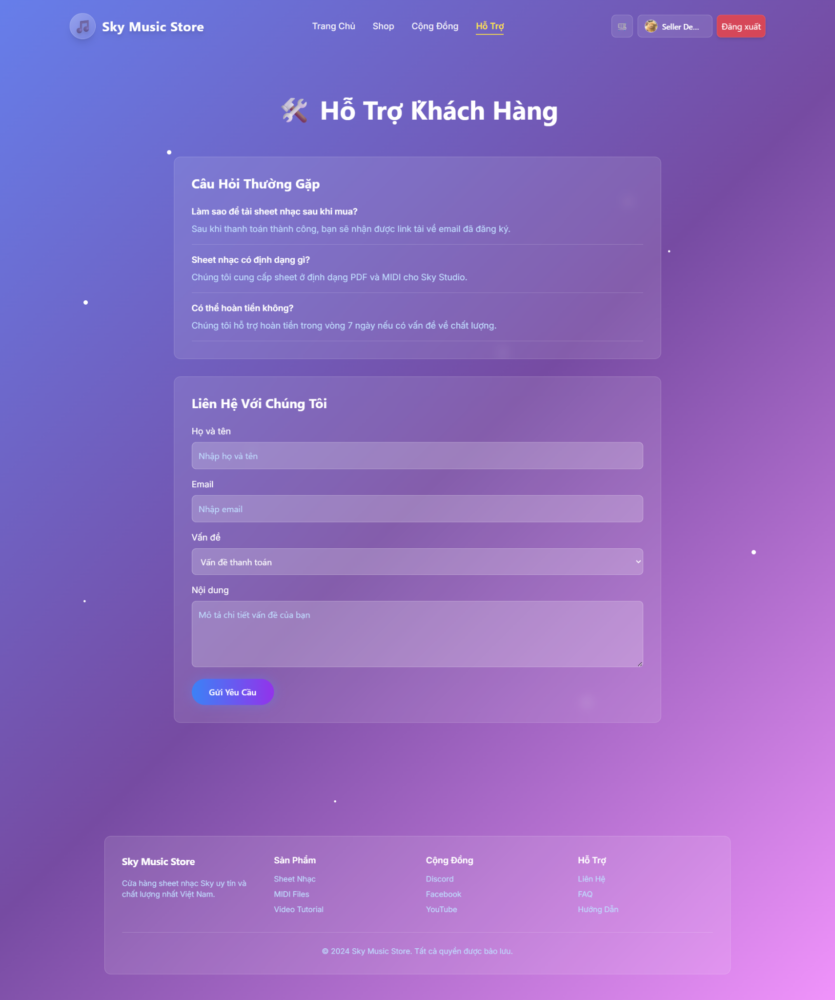 Sky Music Store
Trang Chủ
Shop
Cộng Đồng
Hỗ Trợ
Seller De...
Đăng xuất
Hỗ Trợ Khách Hàng
Câu Hỏi Thường Gặp
Làm sao để tải sheet nhạc sau khi mua?
Sau khi thanh toán thành công, bạn sẽ nhận được link tải về email đã đăng ký.
Sheet nhạc có định dạng gì?
Chúng tôi cung cấp sheet ở định dạng PDF và MIDI cho Sky Studio.
Có thể hoàn tiền không?
Chúng tôi hỗ trợ hoàn tiền trong vòng 7 ngày nếu có vấn đề về chất lượng.
Liên Hệ Với Chúng Tôi
Họ và tên
Nhập họ và tên
Email
Nhập email
Vấn đề
Vấn đề thanh toán
Nội dung
Mô tả chi tiết vấn đề của bạn
Gửi Yêu Cầu
Sky Music Store
Cửa hàng sheet nhạc Sky uy tín và
chất lượng nhất Việt Nam.
Sản Phẩm
Sheet Nhạc
MIDI Files
Video Tutorial
Cộng Đồng
Discord
Facebook
YouTube
Hỗ Trợ
Liên Hệ
FAQ
Hướng Dẫn
© 2024 Sky Music Store. Tất cả quyền được bảo lưu.